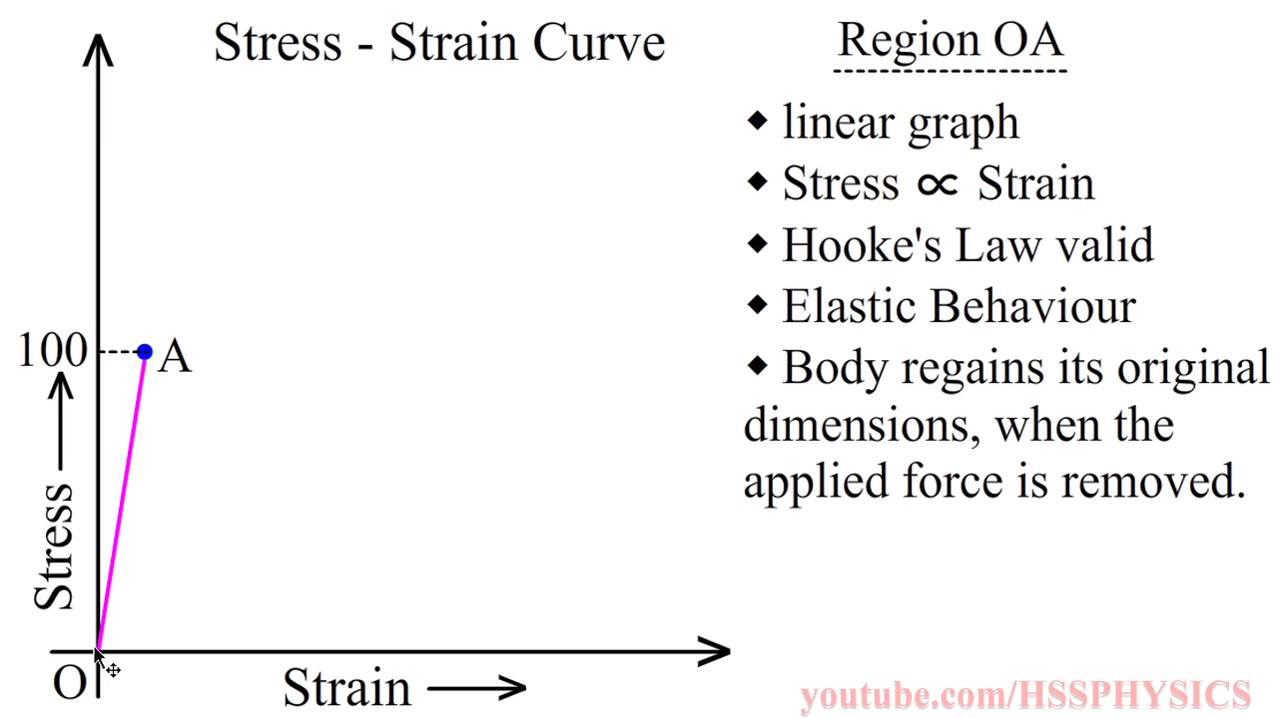 Stress - Strain Curve
Region OA
◆ linear graph
◆ Stress ∝ Strain
◆ Hooke's Law valid
◆ Elastic Behaviour
◆ Body regains its original
dimensions, when the
applied force is removed.
100
A
Stress
O
Strain
youtube.com/HSSPHYSICS